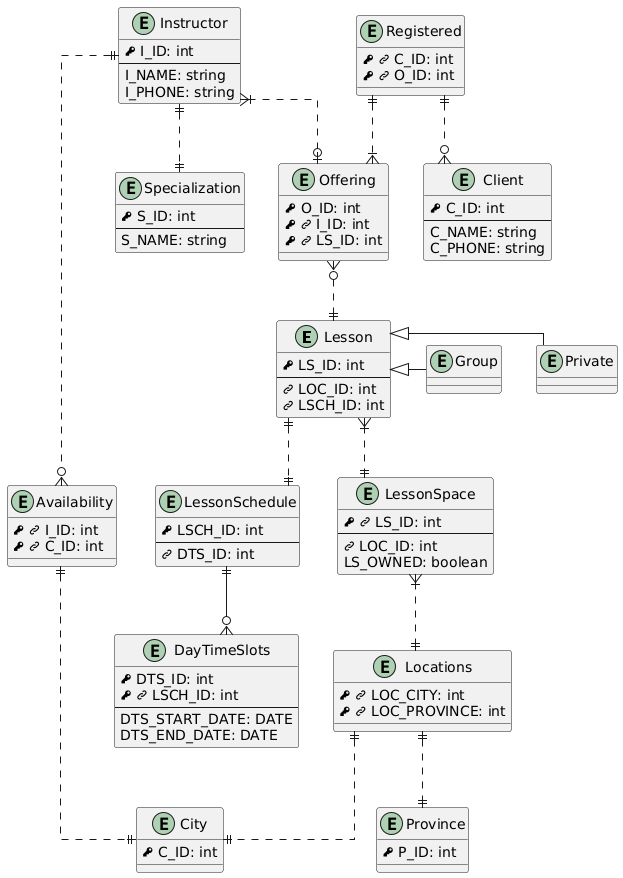 E Instructor
I_ID: int
I_NAME: string
I_PHONE: string
E Registered
C_ID: int
O_ID: int
E Specialization
S_ID: int
S_NAME: string
E Offering
O_ID: int
I_ID: int
LS_ID: int
E Client
C_ID: int
C_NAME: string
C_PHONE: string
E Lesson
LS_ID: int
LOC_ID: int
LSCH_ID: int
E Group
E Private
E Availability
I_ID: int
C_ID: int
E LessonSchedule
LSCH_ID: int
DTS_ID: int
E LessonSpace
LS_ID: int
LOC_ID: int
LS_OWNED: boolean
E DayTimeSlots
DTS_ID: int
LSCH_ID: int
DTS_START_DATE: DATE
DTS_END_DATE: DATE
E Locations
LOC_CITY: int
LOC_PROVINCE: int
E City
C_ID: int
E Province
P_ID: int